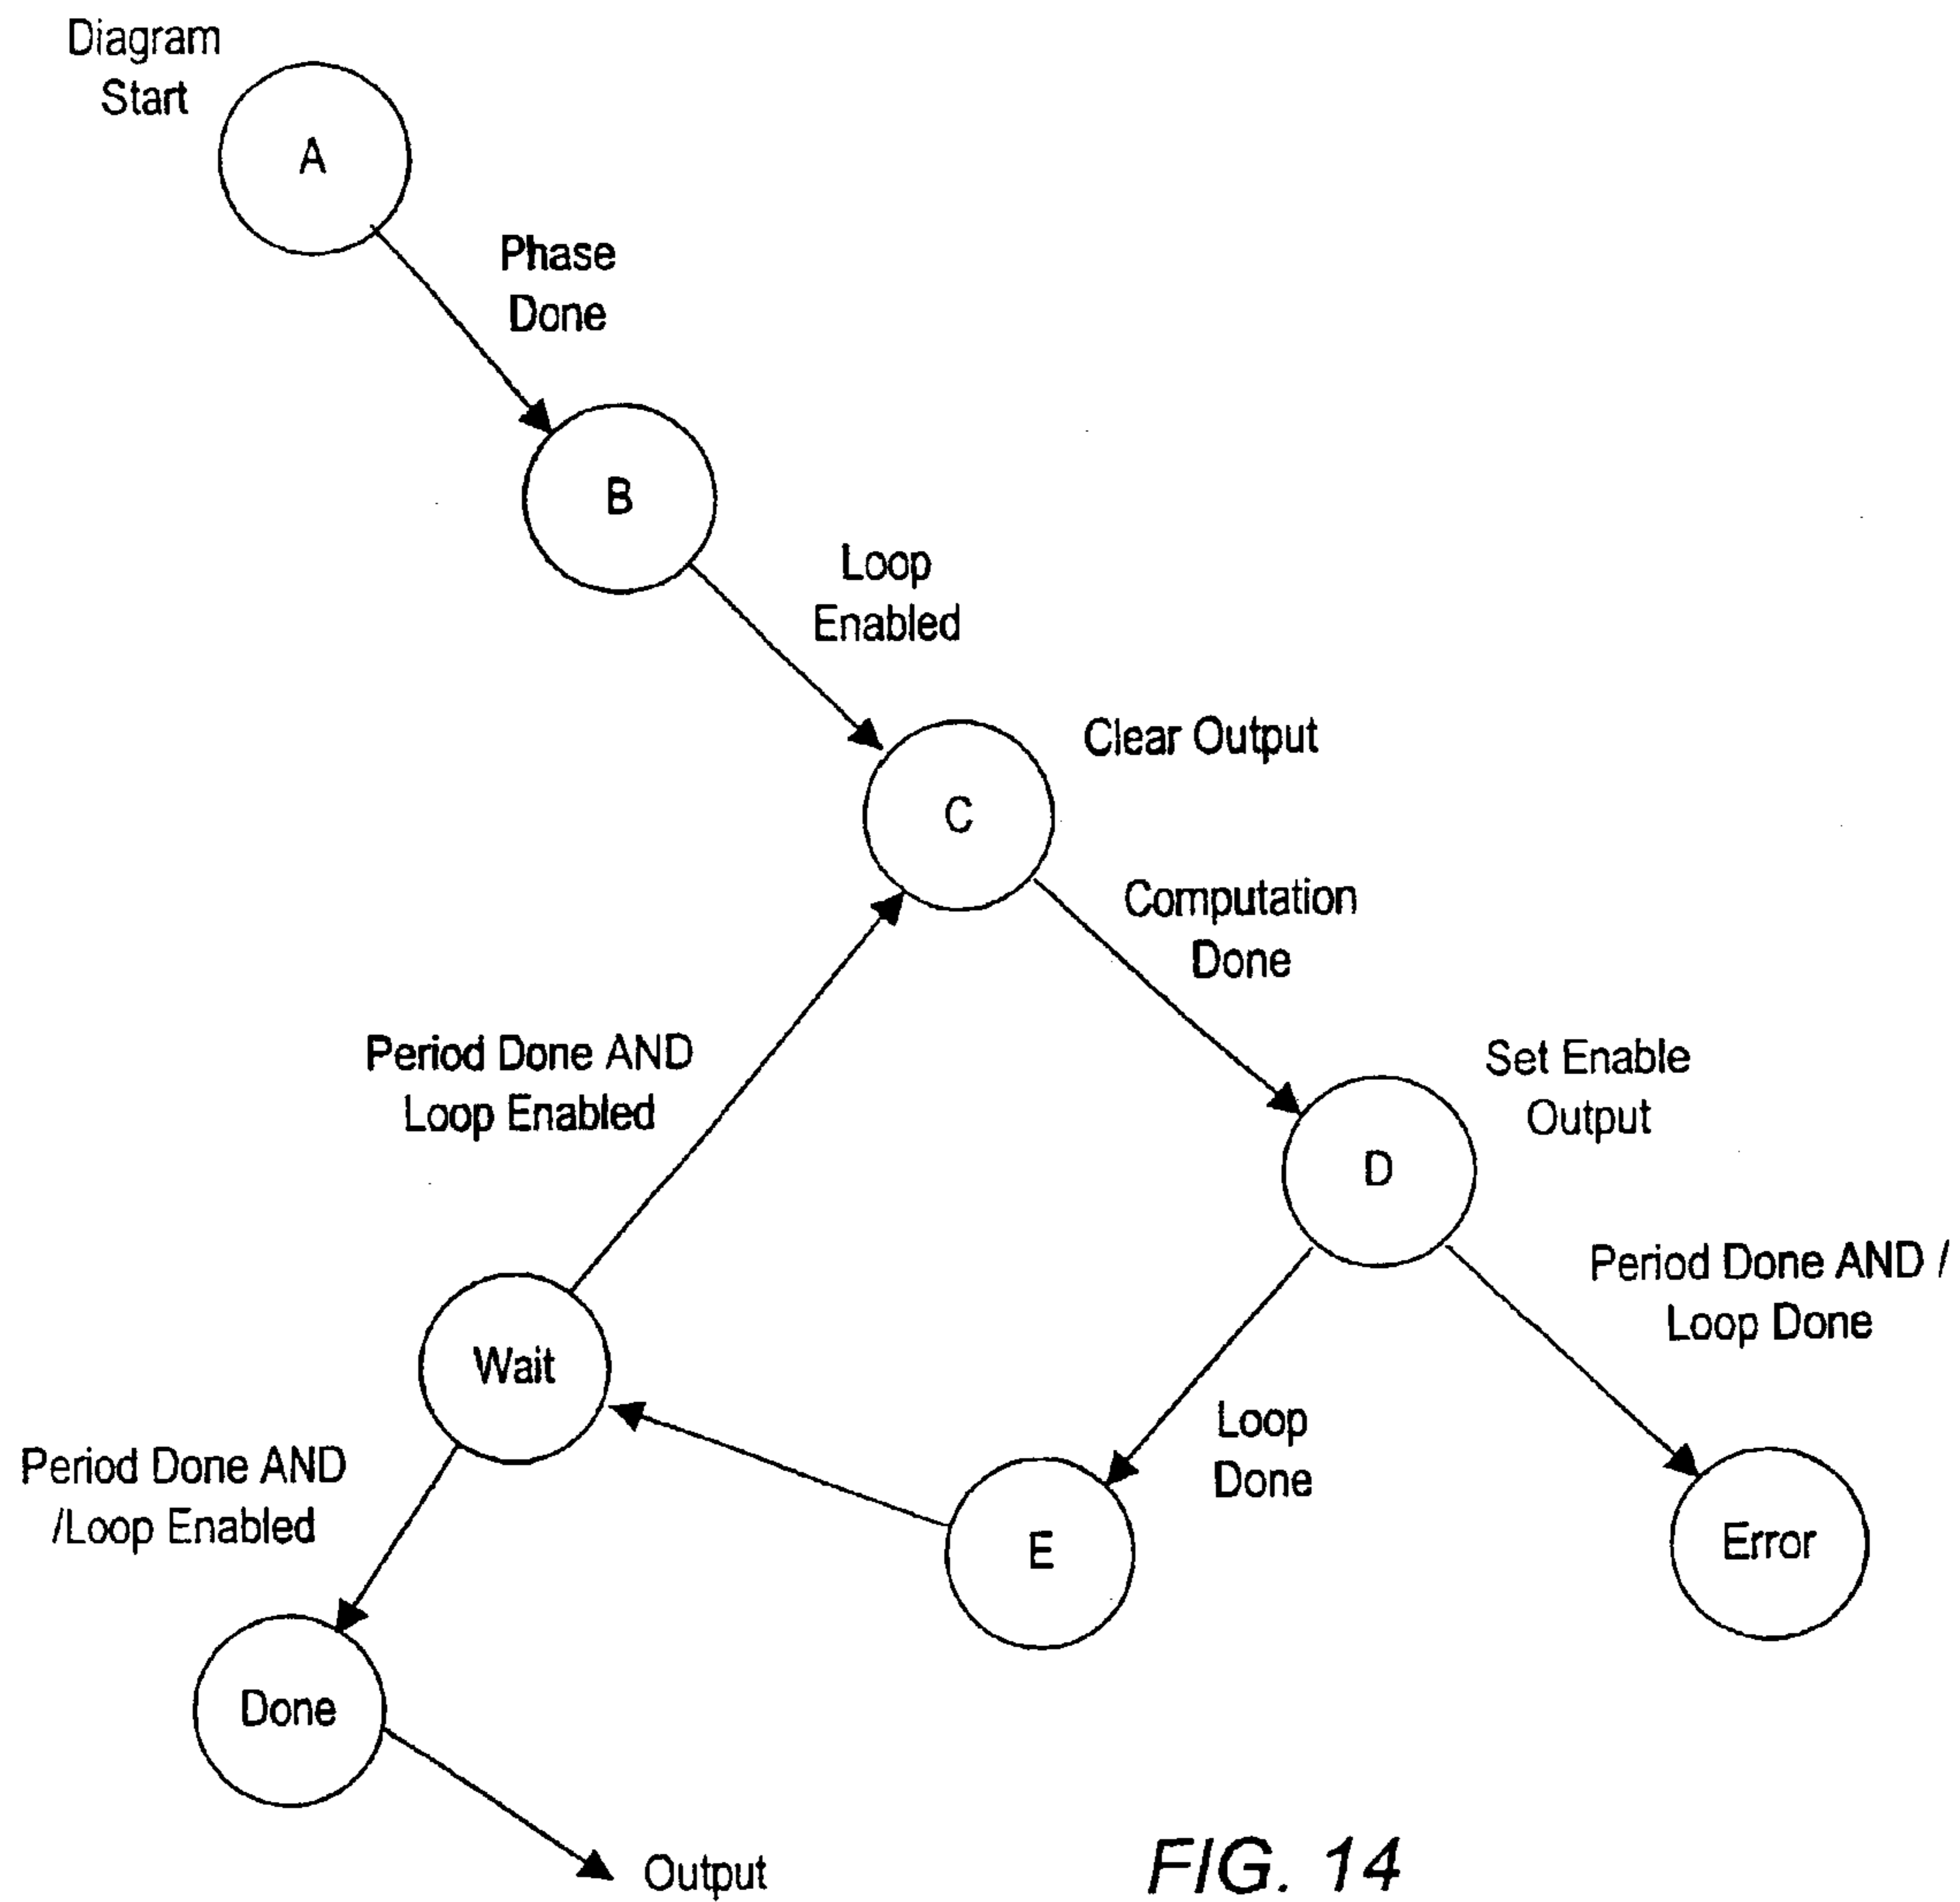 Diagram
Start
A
Phase
Done
B
Loop
Enabled
Clear Output
C
Computation
Done
Period Done AND
Loop Enabled
Set Enable
Output
D
Period Done AND /
Loop Done
Wait
Loop
Done
Period Done AND
/Loop Enabled
E
Error
Done
Output
FIG. 14